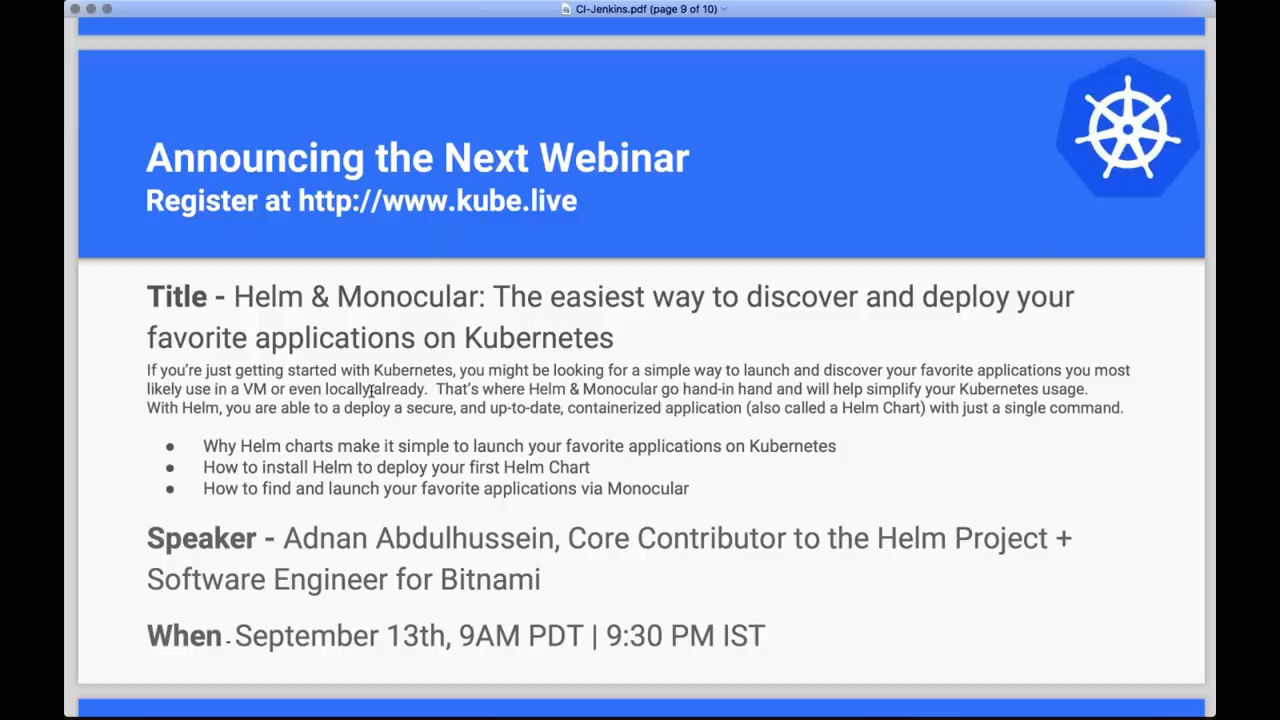 CI-Jenkins.pdf (page 9 of 10)
Announcing the Next Webinar
Register at http://www.kube.live
Title - Helm & Monocular: The easiest way to discover and deploy your
favorite applications on Kubernetes
If you're just getting started with Kubernetes, you might be looking for a simple way to launch and discover your favorite applications you most
likely use in a VM or even locally already. That's where Helm & Monocular go hand-in hand and will help simplify your Kubernetes usage.
With Helm, you are able to a deploy a secure, and up-to-date, containerized application (also called a Helm Chart) with just a single command.
● Why Helm charts make it simple to launch your favorite applications on Kubernetes
● How to install Helm to deploy your first Helm Chart
● How to find and launch your favorite applications via Monocular
Speaker - Adnan Abdulhussein, Core Contributor to the Helm Project +
Software Engineer for Bitnami
When - September 13th, 9AM PDT | 9:30 PM IST